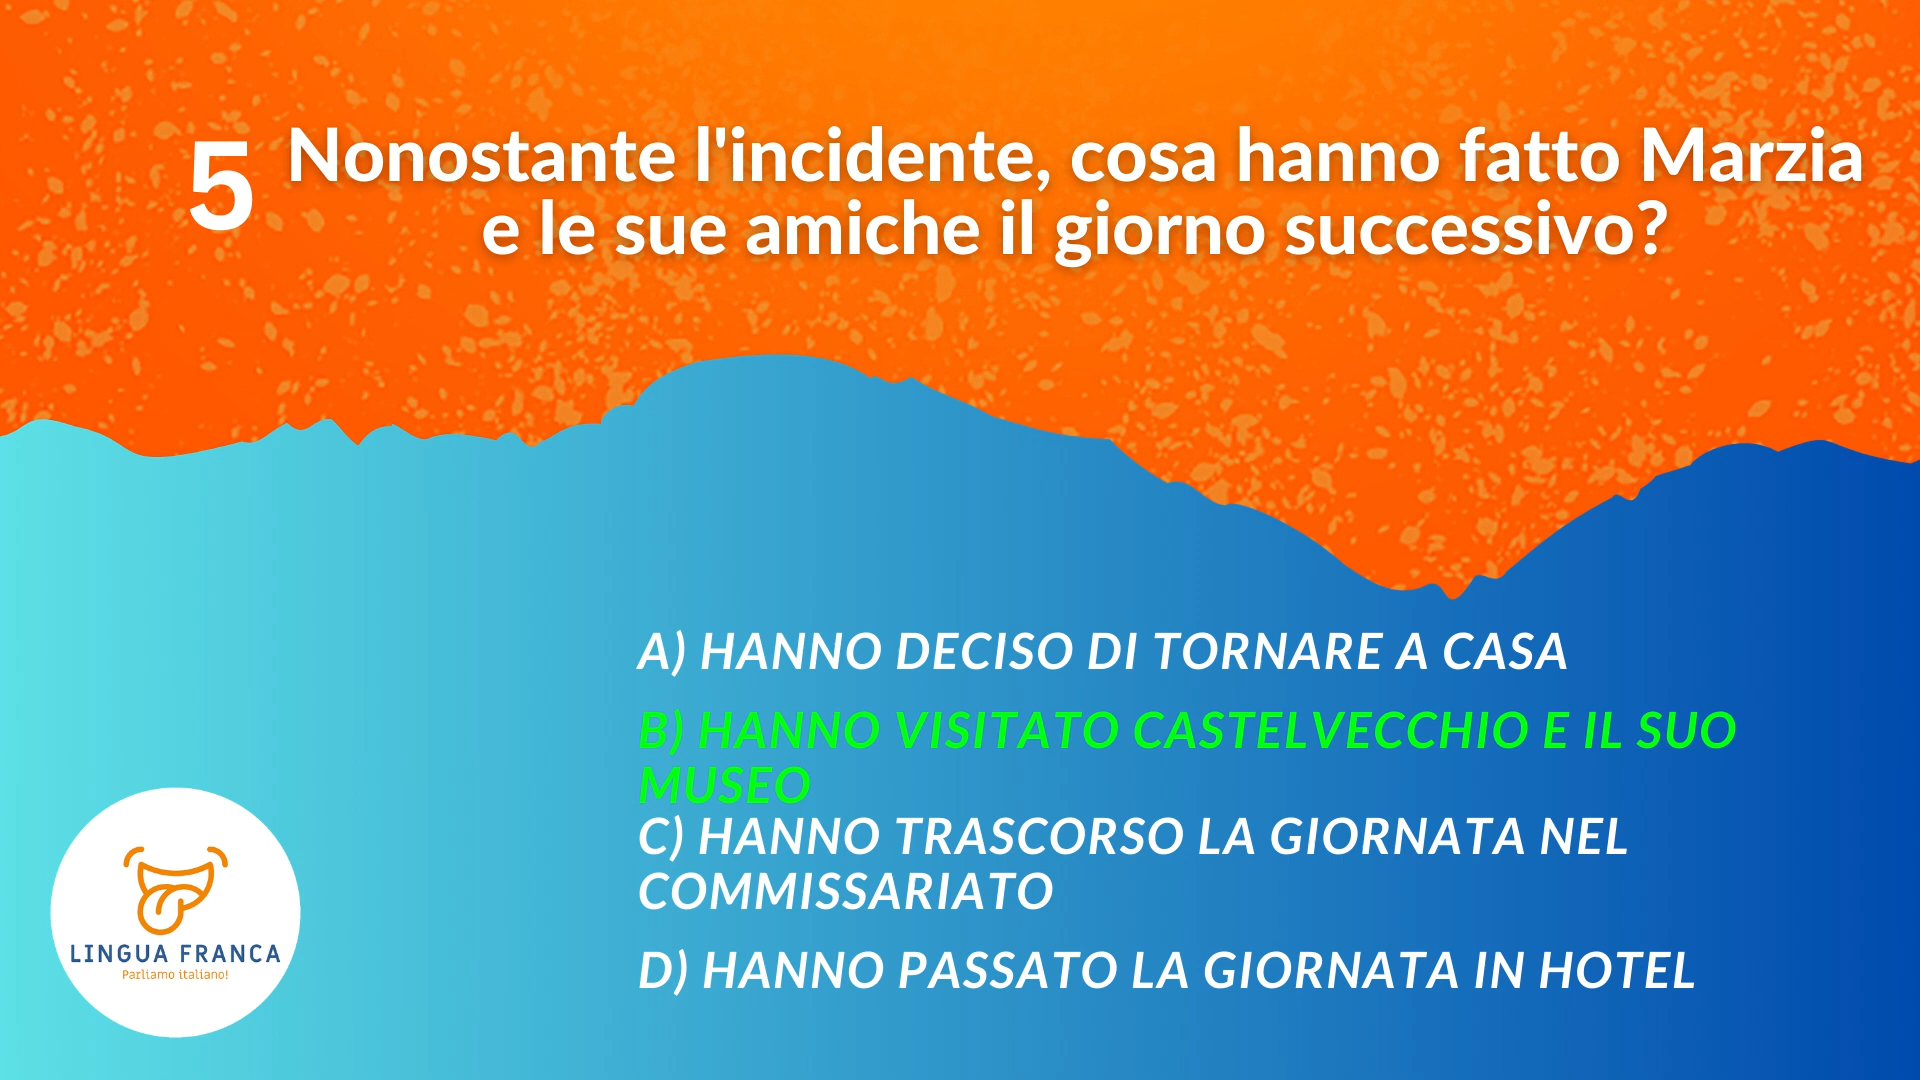 5
Nonostante l'incidente, cosa hanno fatto Marzia
e le sue amiche il giorno successivo?
A) HANNO DECISO DI TORNARE A CASA
B) HANNO VISITATO CASTELVECCHIO E IL SUO
MUSEO
C) HANNO TRASCORSO LA GIORNATA NEL
COMMISSARIATO
D) HANNO PASSATO LA GIORNATA IN HOTEL
LINGUA FRANCA
Parliamo italiano!